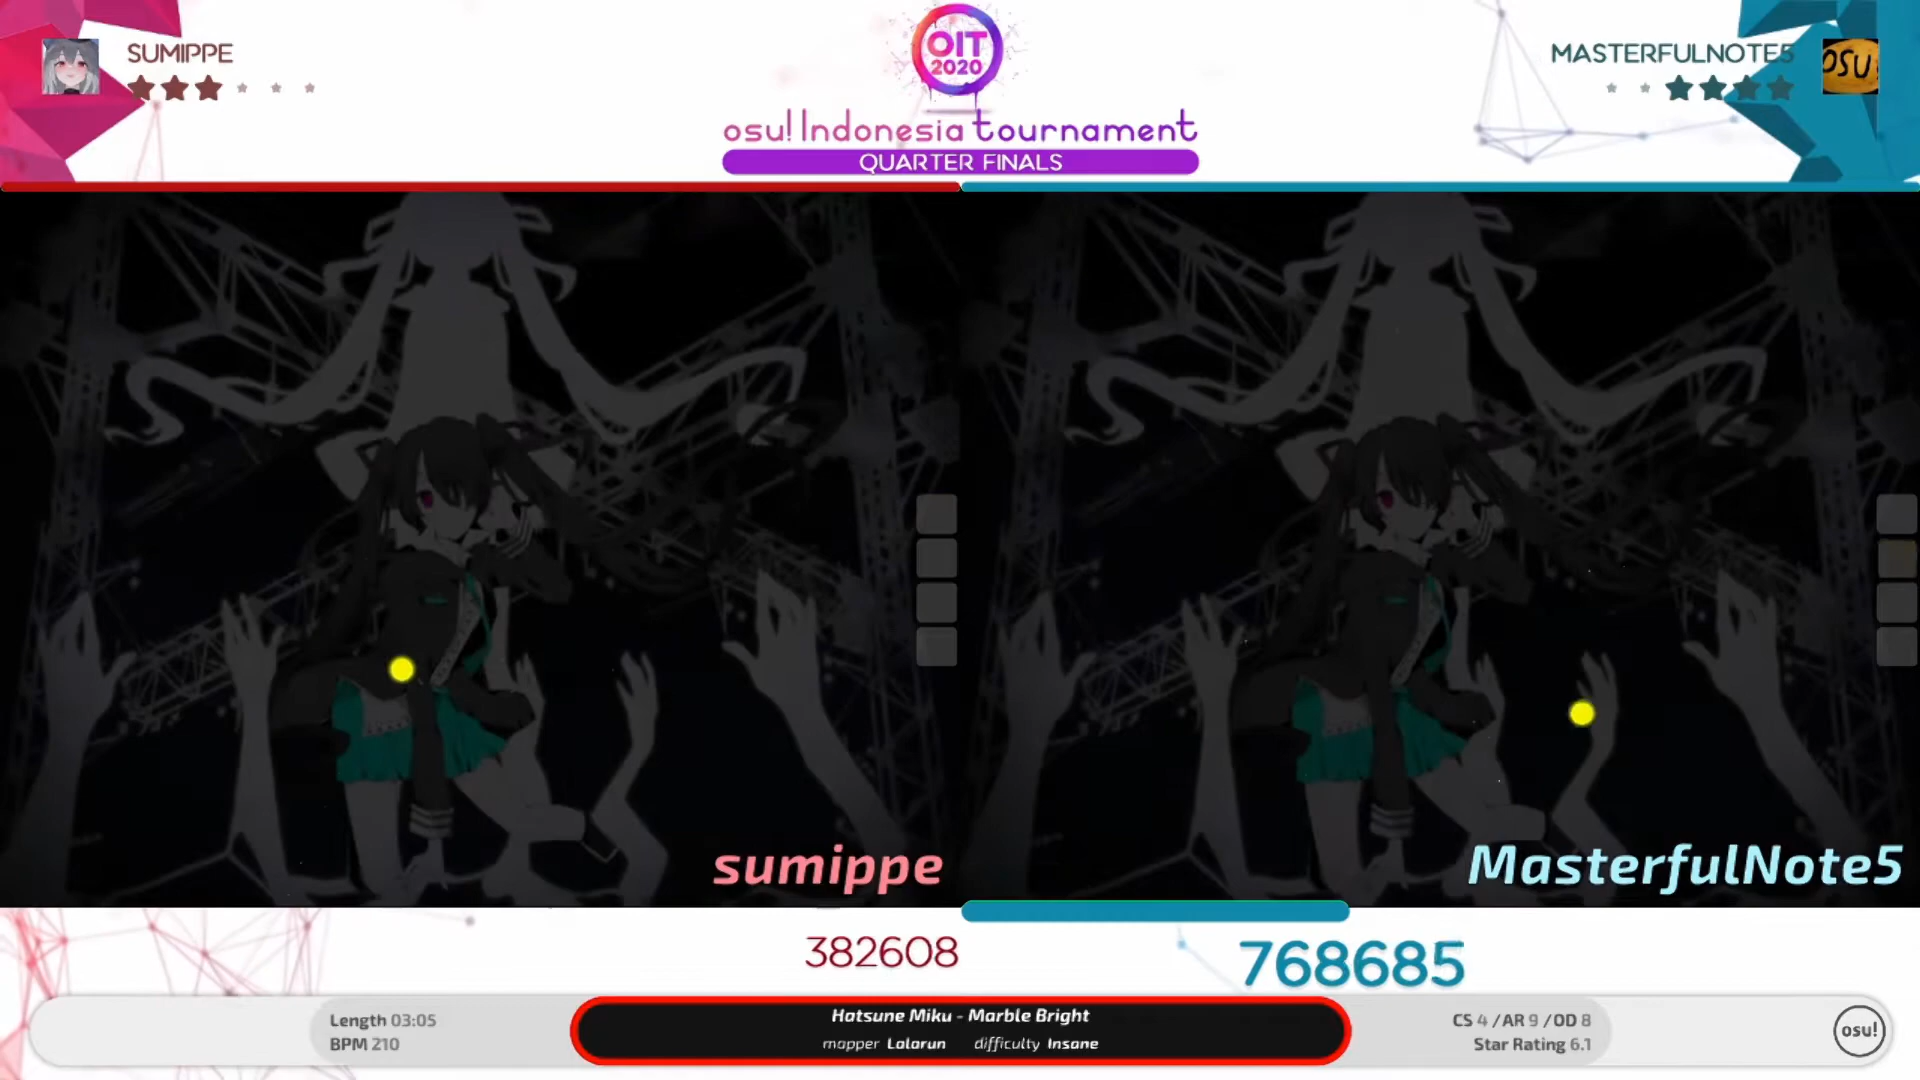 SUMIPPE
OIT
2020
MASTERFULNOTE5
OSU!
osu! Indonesia tournament
QUARTER FINALS
sumippe
MasterfulNote5
382608
768685
Length 03:05
BPM 210
Hatsune Miku - Marble Bright
mapper Lalarun difficulty Insane
CS 4 / AR 9 / OD 8
Star Rating 6.1
osu!